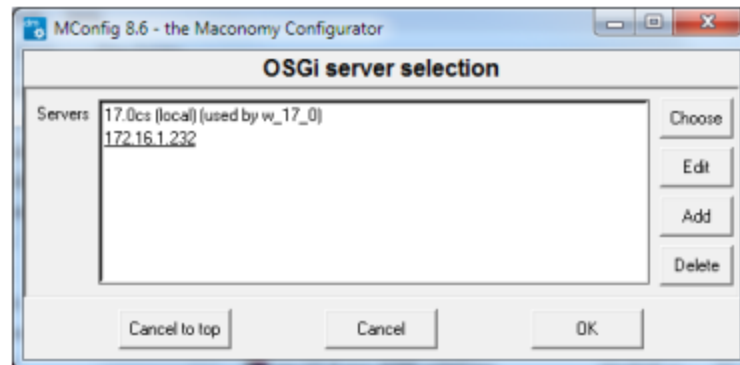 MConfig 8.6 - the Maconomy Configurator
OSGi server selection
Servers
17.0cs (local) (used by w_17_0)
172.16.1.232
Choose
Edit
Add
Delete
Cancel to top
Cancel
OK